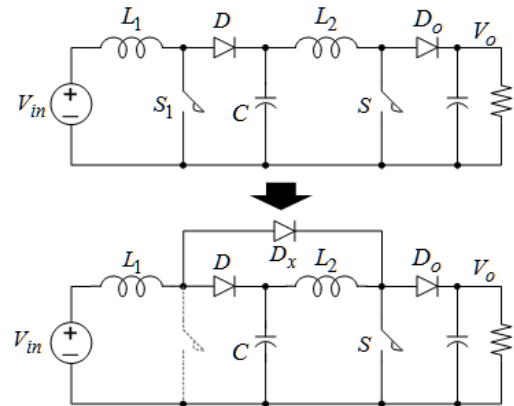 L1 D L2 Do Vo
Vin + − S1 C S
Dx
L1 D L2 Do Vo
Vin + − C S